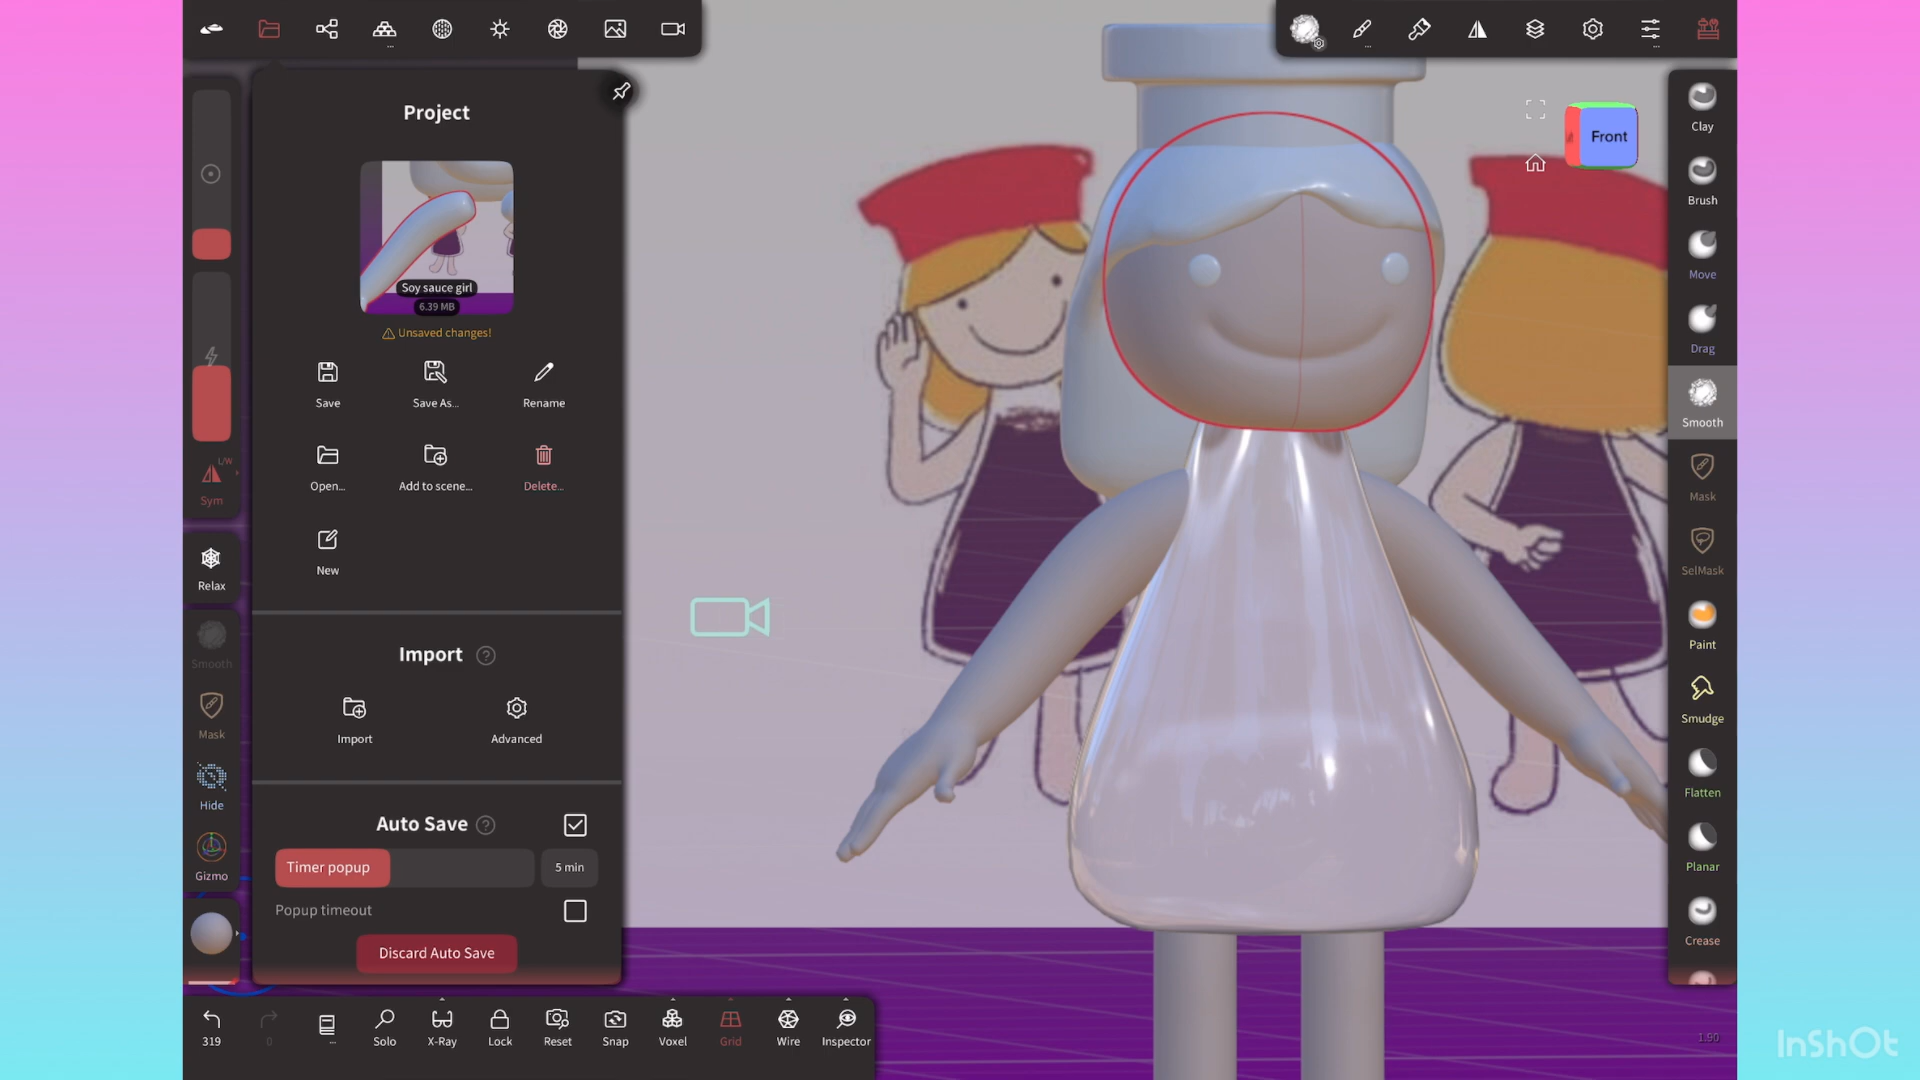 Project
Soy sauce girl
6.39 MB
Unsaved changes!
Save
Save As...
Rename
Open...
Add to scene...
Delete...
New
Import
Import
Advanced
Auto Save
Timer popup
5 min
Popup timeout
Discard Auto Save
L/W
Sym
Relax
Smooth
Mask
Hide
Gizmo
319
0
Solo
X-Ray
Lock
Reset
Snap
Voxel
Grid
Wire
Inspector
Front
Clay
Brush
Move
Drag
Smooth
Mask
SelMask
Paint
Smudge
Flatten
Planar
Crease
1.90
InShOt